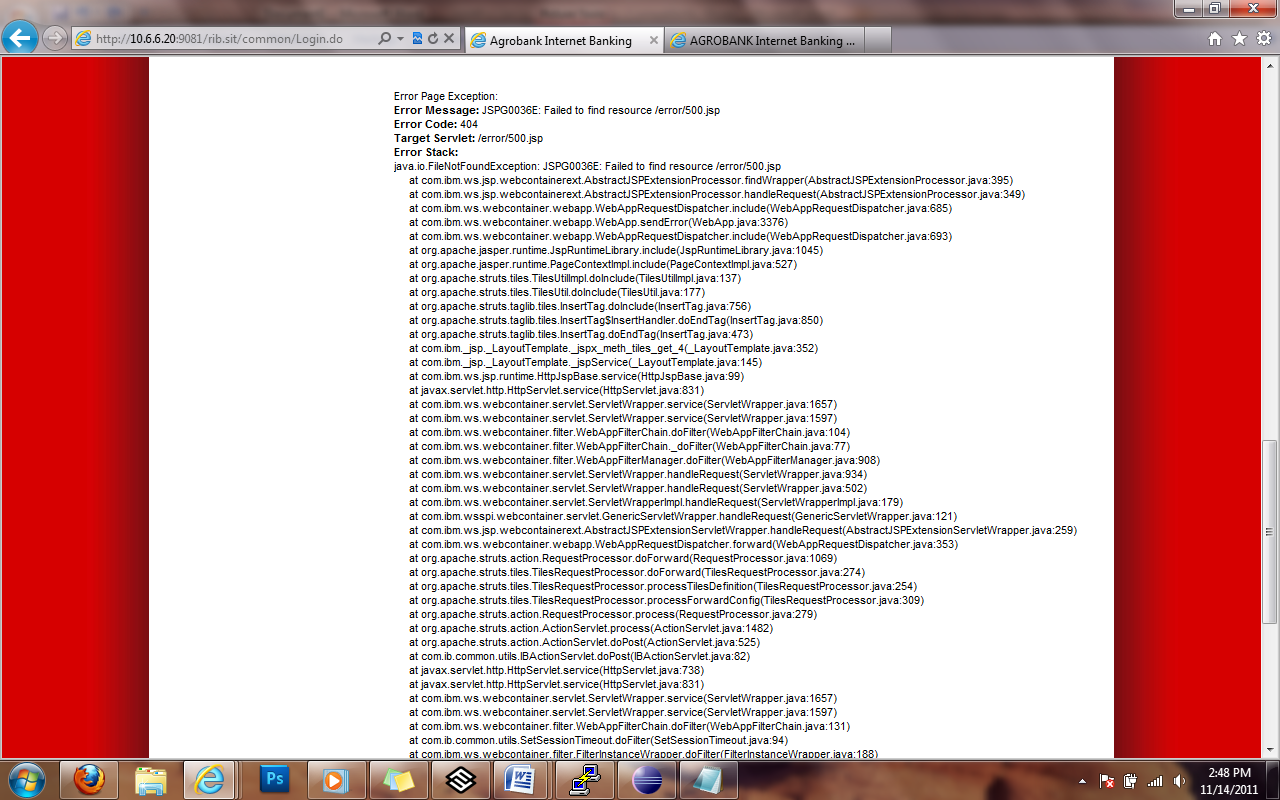 http://10.6.6.20:9081/rib.sit/common/Login.do
Agrobank Internet Banking
AGROBANK Internet Banking ...
Error Page Exception:
Error Message: JSPG0036E: Failed to find resource /error/500.jsp
Error Code: 404
Target Servlet: /error/500.jsp
Error Stack:
java.io.FileNotFoundException: JSPG0036E: Failed to find resource /error/500.jsp
at com.ibm.ws.jsp.webcontainerext.AbstractJSPExtensionProcessor.findWrapper(AbstractJSPExtensionProcessor.java:395)
at com.ibm.ws.jsp.webcontainerext.AbstractJSPExtensionProcessor.handleRequest(AbstractJSPExtensionProcessor.java:349)
at com.ibm.ws.webcontainer.webapp.WebAppRequestDispatcher.include(WebAppRequestDispatcher.java:685)
at com.ibm.ws.webcontainer.webapp.WebApp.sendError(WebApp.java:3376)
at com.ibm.ws.webcontainer.webapp.WebAppRequestDispatcher.include(WebAppRequestDispatcher.java:693)
at org.apache.jasper.runtime.JspRuntimeLibrary.include(JspRuntimeLibrary.java:1045)
at org.apache.jasper.runtime.PageContextImpl.include(PageContextImpl.java:527)
at org.apache.struts.tiles.TilesUtilImpl.doInclude(TilesUtilImpl.java:137)
at org.apache.struts.tiles.TilesUtil.doInclude(TilesUtil.java:177)
at org.apache.struts.taglib.tiles.InsertTag.doInclude(InsertTag.java:756)
at org.apache.struts.taglib.tiles.InsertTag$InsertHandler.doEndTag(InsertTag.java:850)
at org.apache.struts.taglib.tiles.InsertTag.doEndTag(InsertTag.java:473)
at com.ibm._jsp._LayoutTemplate._jspx_meth_tiles_get_4(_LayoutTemplate.java:352)
at com.ibm._jsp._LayoutTemplate._jspService(_LayoutTemplate.java:145)
at com.ibm.ws.jsp.runtime.HttpJspBase.service(HttpJspBase.java:99)
at javax.servlet.http.HttpServlet.service(HttpServlet.java:831)
at com.ibm.ws.webcontainer.servlet.ServletWrapper.service(ServletWrapper.java:1657)
at com.ibm.ws.webcontainer.servlet.ServletWrapper.service(ServletWrapper.java:1597)
at com.ibm.ws.webcontainer.filter.WebAppFilterChain.doFilter(WebAppFilterChain.java:104)
at com.ibm.ws.webcontainer.filter.WebAppFilterChain._doFilter(WebAppFilterChain.java:77)
at com.ibm.ws.webcontainer.filter.WebAppFilterManager.doFilter(WebAppFilterManager.java:908)
at com.ibm.ws.webcontainer.servlet.ServletWrapper.handleRequest(ServletWrapper.java:934)
at com.ibm.ws.webcontainer.servlet.ServletWrapper.handleRequest(ServletWrapper.java:502)
at com.ibm.ws.webcontainer.servlet.ServletWrapperImpl.handleRequest(ServletWrapperImpl.java:179)
at com.ibm.wsspi.webcontainer.servlet.GenericServletWrapper.handleRequest(GenericServletWrapper.java:121)
at com.ibm.ws.jsp.webcontainerext.AbstractJSPExtensionServletWrapper.handleRequest(AbstractJSPExtensionServletWrapper.java:259)
at com.ibm.ws.webcontainer.webapp.WebAppRequestDispatcher.forward(WebAppRequestDispatcher.java:353)
at org.apache.struts.action.RequestProcessor.doForward(RequestProcessor.java:1069)
at org.apache.struts.tiles.TilesRequestProcessor.doForward(TilesRequestProcessor.java:274)
at org.apache.struts.tiles.TilesRequestProcessor.processTilesDefinition(TilesRequestProcessor.java:254)
at org.apache.struts.tiles.TilesRequestProcessor.processForwardConfig(TilesRequestProcessor.java:309)
at org.apache.struts.action.RequestProcessor.process(RequestProcessor.java:279)
at org.apache.struts.action.ActionServlet.process(ActionServlet.java:1482)
at org.apache.struts.action.ActionServlet.doPost(ActionServlet.java:525)
at com.ib.common.utils.IBActionServlet.doPost(IBActionServlet.java:82)
at javax.servlet.http.HttpServlet.service(HttpServlet.java:738)
at javax.servlet.http.HttpServlet.service(HttpServlet.java:831)
at com.ibm.ws.webcontainer.servlet.ServletWrapper.service(ServletWrapper.java:1657)
at com.ibm.ws.webcontainer.servlet.ServletWrapper.service(ServletWrapper.java:1597)
at com.ibm.ws.webcontainer.filter.WebAppFilterChain.doFilter(WebAppFilterChain.java:131)
at com.ib.common.utils.SetSessionTimeout.doFilter(SetSessionTimeout.java:94)
at com.ibm.ws.webcontainer.filter.FilterInstanceWrapper.doFilter(FilterInstanceWrapper.java:188)
Ps
2:48 PM
11/14/2011